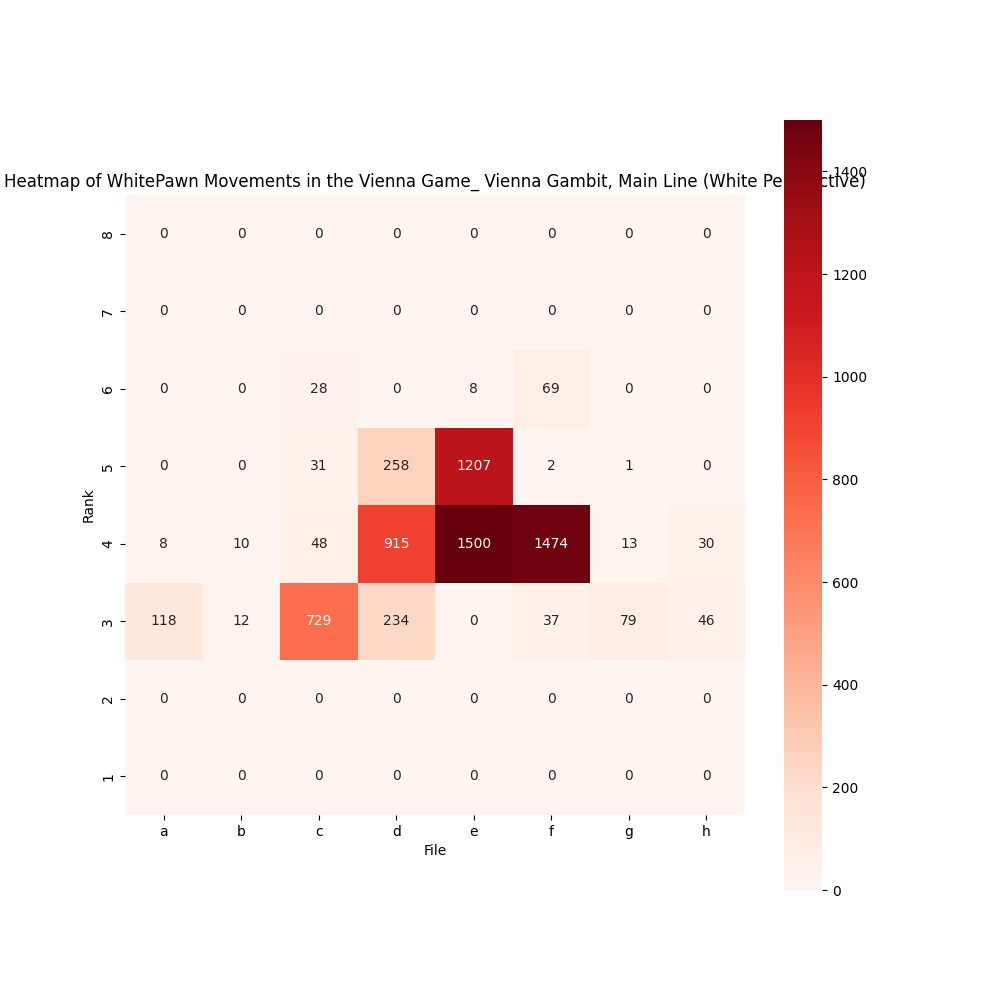 Heatmap of WhitePawn Movements in the Vienna Game_ Vienna Gambit, Main Line (White Pe
1400
8 0 0 0 0 0 0 0 0
1200
7 0 0 0 0 0 0 0 0
1000
6 0 0 28 0 8 69 0 0
800
5 0 0 31 258 1207 2 1 0
Rank
4 8 10 48 915 1500 1474 13 30
600
3 118 12 729 234 0 37 79 46
400
2 0 0 0 0 0 0 0 0
200
1 0 0 0 0 0 0 0 0
a b c d e f g h
File
0